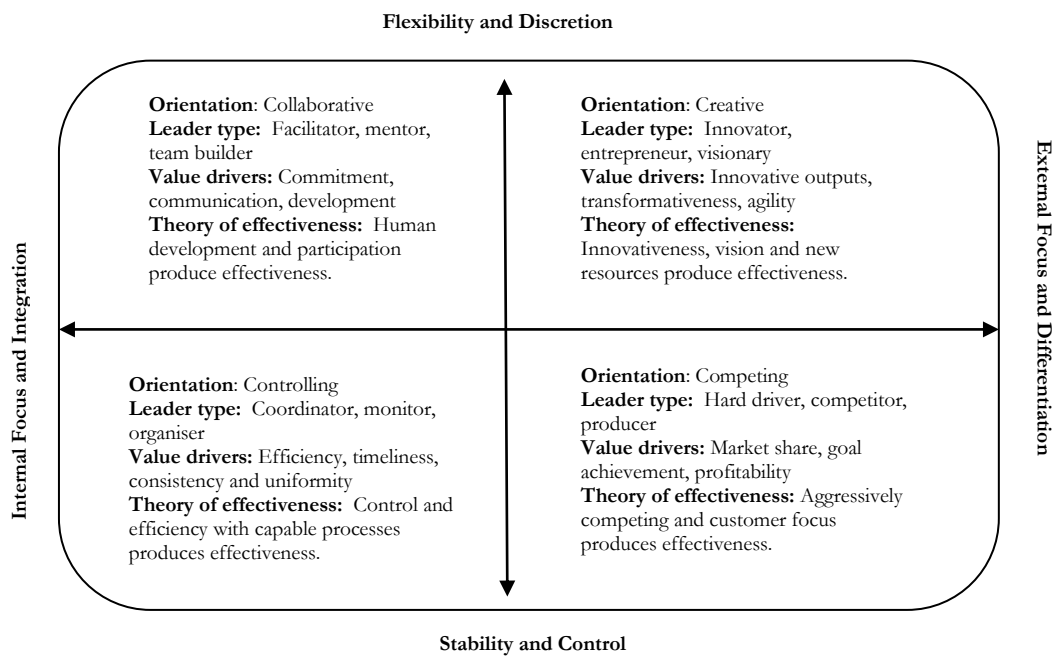 Flexibility and Discretion
Orientation: Collaborative
Leader type: Facilitator, mentor,
team builder
Value drivers: Commitment,
communication, development
Theory of effectiveness: Human
development and participation
produce effectiveness.
Orientation: Creative
Leader type: Innovator,
entrepreneur, visionary
Value drivers: Innovative outputs,
transformativeness, agility
Theory of effectiveness:
Innovativeness, vision and new
resources produce effectiveness.
Internal Focus and Integration
External Focus and Differentiation
Orientation: Controlling
Leader type: Coordinator, monitor,
organiser
Value drivers: Efficiency, timeliness,
consistency and uniformity
Theory of effectiveness: Control and
efficiency with capable processes
produces effectiveness.
Orientation: Competing
Leader type: Hard driver, competitor,
producer
Value drivers: Market share, goal
achievement, profitability
Theory of effectiveness: Aggressively
competing and customer focus
produces effectiveness.
Stability and Control